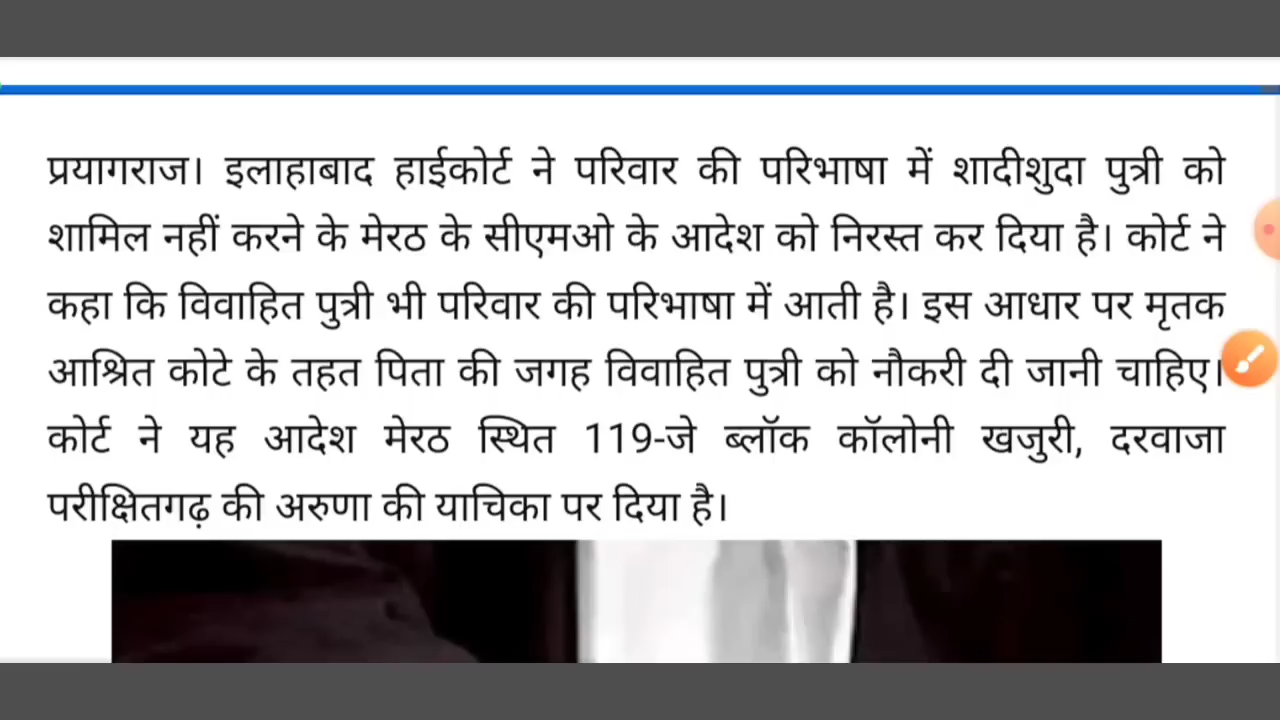 प्रयागराज। इलाहाबाद हाईकोर्ट ने परिवार की परिभाषा में शादीशुदा पुत्री को
शामिल नहीं करने के मेरठ के सीएमओ के आदेश को निरस्त कर दिया है। कोर्ट ने
कहा कि विवाहित पुत्री भी परिवार की परिभाषा में आती है। इस आधार पर मृतक
आश्रित कोटे के तहत पिता की जगह विवाहित पुत्री को नौकरी दी जानी चाहिए।
कोर्ट ने यह आदेश मेरठ स्थित 119-जे ब्लॉक कॉलोनी खजुरी, दरवाजा
परीक्षितगढ़ की अरुणा की याचिका पर दिया है।